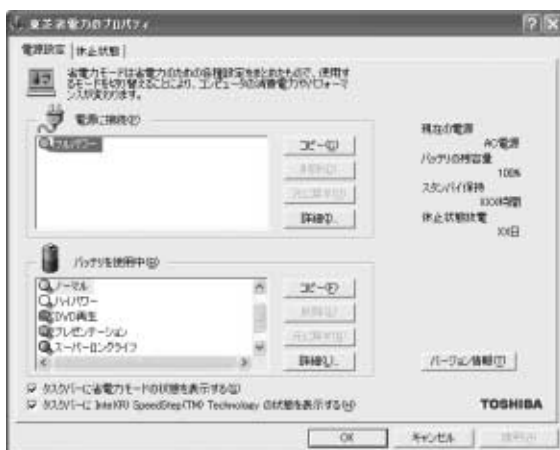 東芝省電力のプロパティ
電源設定 休止状態
省電力モードは省電力のための各種設定をまとめたもので、使用す
るモードを切り替えることにより、コンピュータの消費電力やパフォーマ
ンスが変わります。
電源に接続(Z)
フルパワー
コピー(C)
詳細(I)...
現在の電源
AC電源
バッテリの残容量
100%
スタンバイ保持
XXXX時間
休止状態放電
XX日
バッテリを使用中(B)
ノーマル
ハイパワー
DVD再生
プレゼンテーション
スーパーロングライフ
コピー(F)
詳細(L)...
バージョン情報(T)
タスクバーに省電力モードの状態を表示する(S)
タスクバーに Intel(R) SpeedStep(TM) Technology の状態を表示する(H)
TOSHIBA
OK
キャンセル